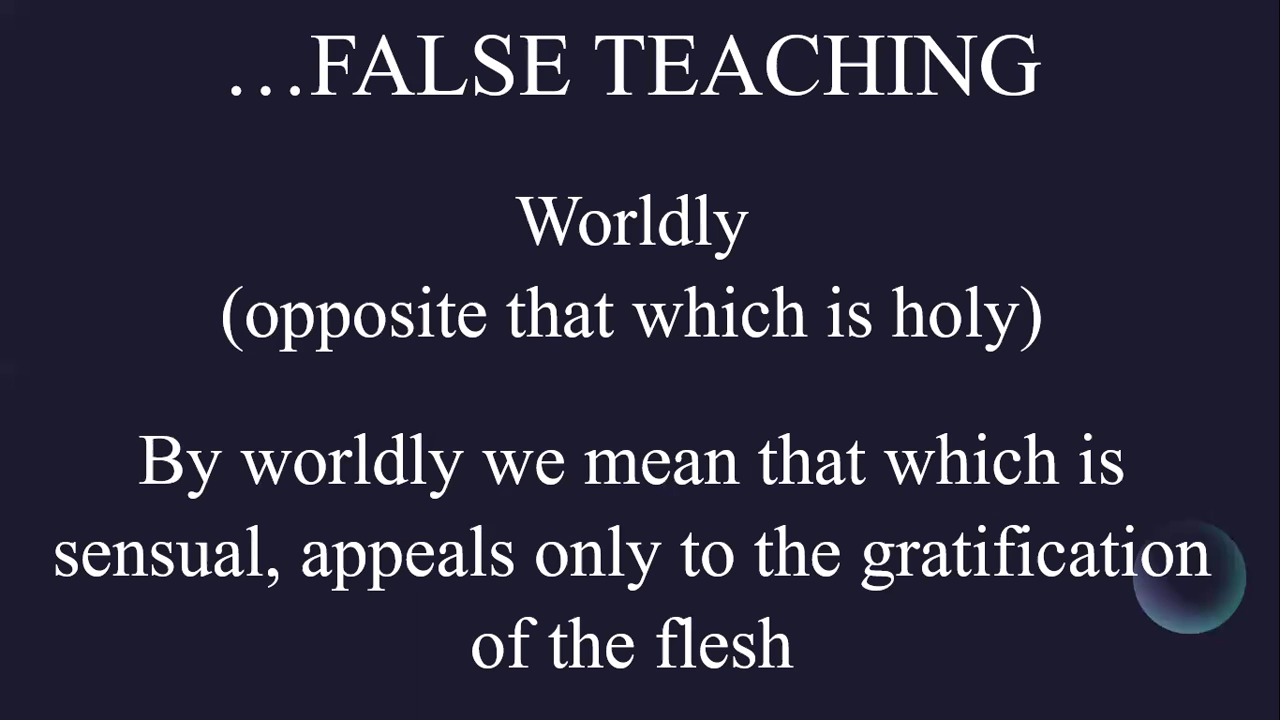 …FALSE TEACHING
Worldly
(opposite that which is holy)
By worldly we mean that which is
sensual, appeals only to the gratification
of the flesh